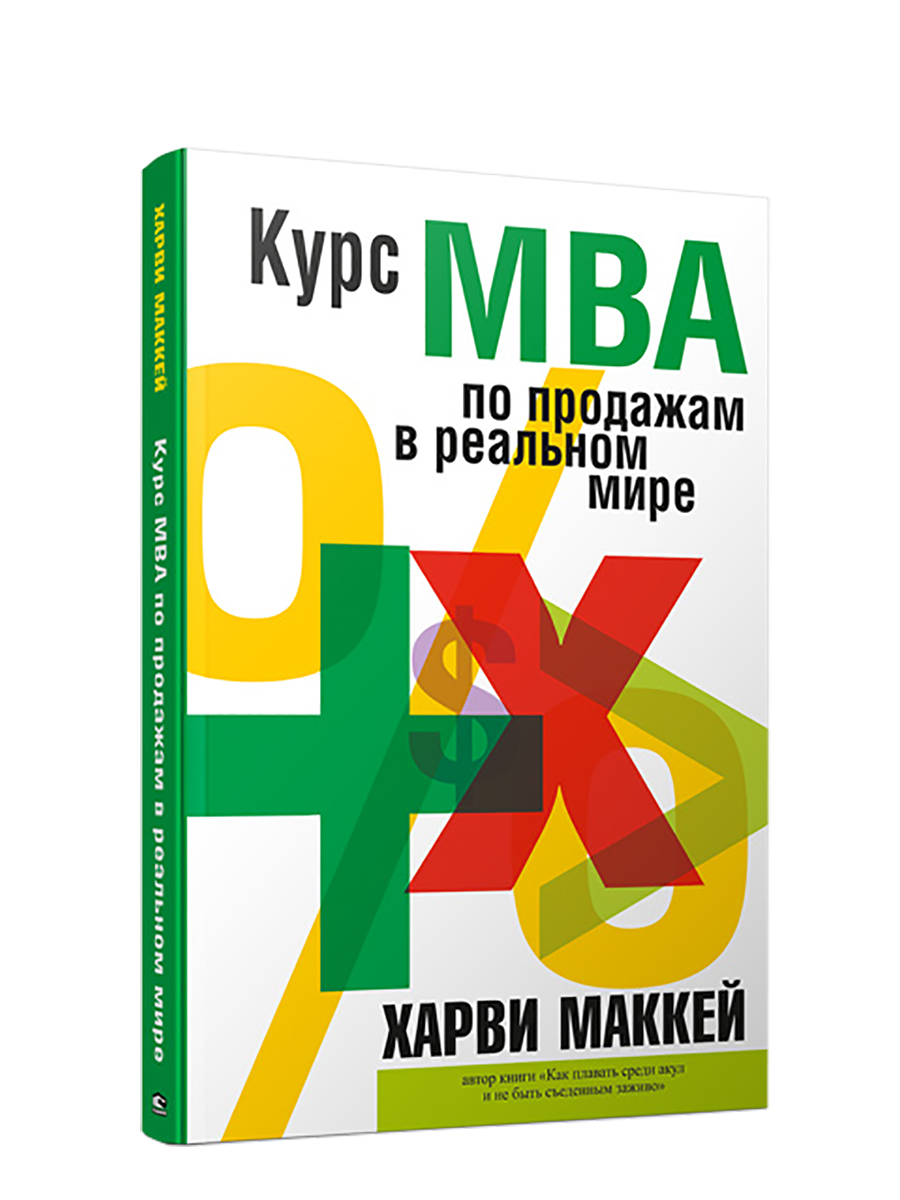 ХАРВИ МАККЕЙ Курс МВА по продажам в реальном мире
Курс МВА
по продажам
в реальном
мире
ХАРВИ МАККЕЙ
автор книги «Как плавать среди акул
и не быть съеденным заживо»